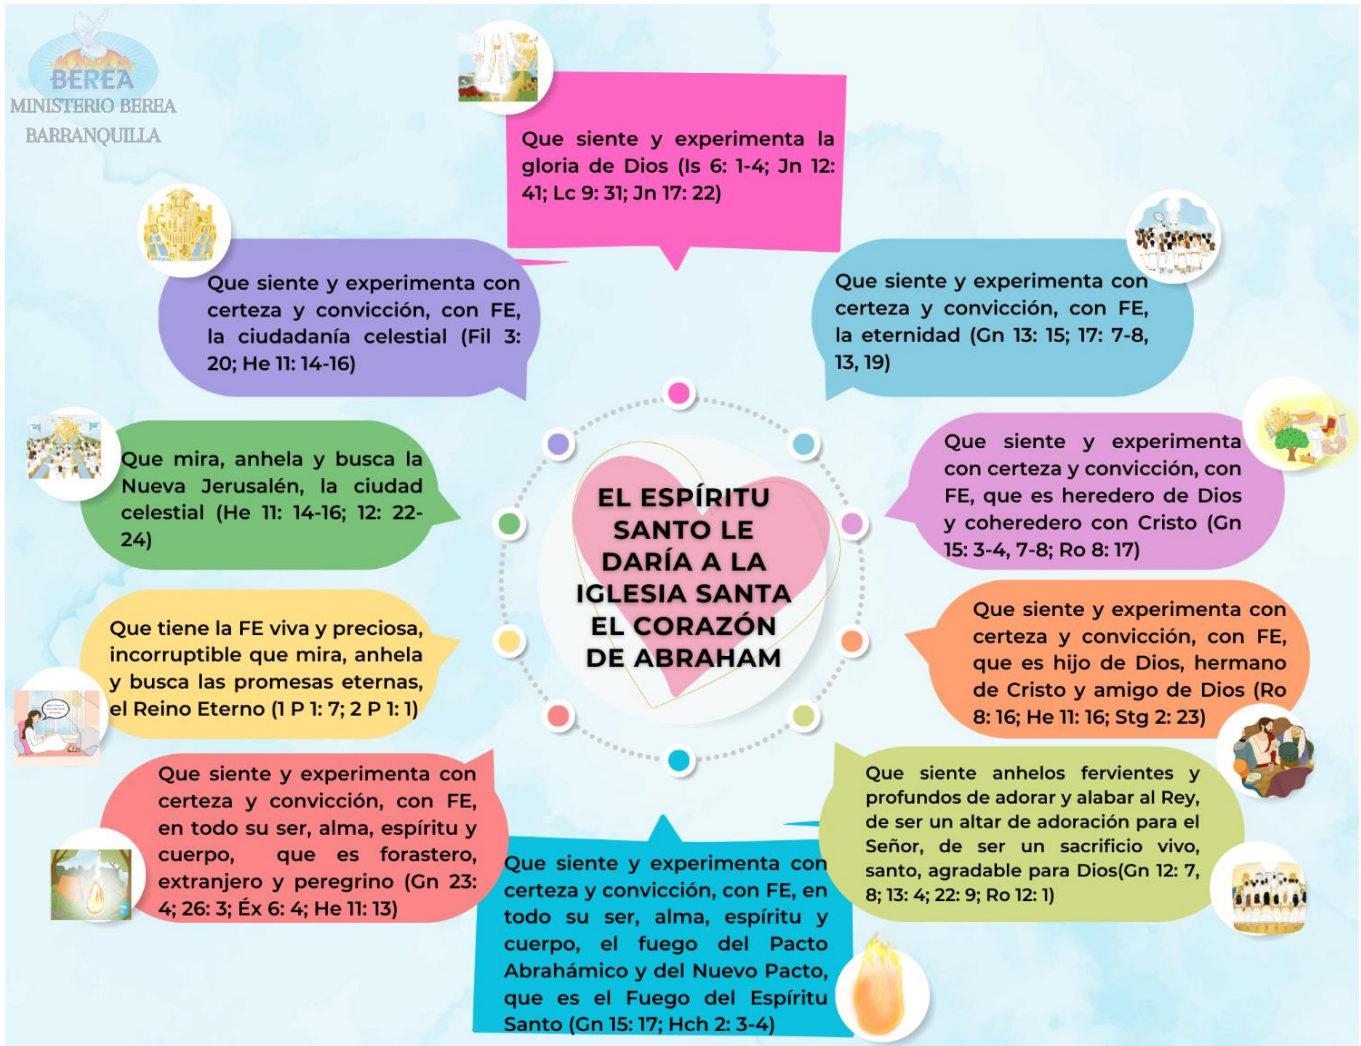 BEREA
MINISTERIO BEREA
BARRANQUILLA
Que siente y experimenta la
gloria de Dios (Is 6: 1-4; Jn 12:
41; Lc 9: 31; Jn 17: 22)
Que siente y experimenta con
certeza y convicción, con FE,
la ciudadanía celestial (Fil 3:
20; He 11: 14-16)
Que siente y experimenta con
certeza y convicción, con FE,
la eternidad (Gn 13: 15; 17: 7-8,
13, 19)
Que mira, anhela y busca la
Nueva Jerusalén, la ciudad
celestial (He 11: 14-16; 12: 22-
24)
Que siente y experimenta
con certeza y convicción, con
FE, que es heredero de Dios
y coheredero con Cristo (Gn
15: 3-4, 7-8; Ro 8: 17)
EL ESPÍRITU
SANTO LE
DARÍA A LA
IGLESIA SANTA
EL CORAZÓN
DE ABRAHAM
Que tiene la FE viva y preciosa,
incorruptible que mira, anhela
y busca las promesas eternas,
el Reino Eterno (1 P 1: 7; 2 P 1: 1)
Que siente y experimenta con
certeza y convicción, con FE,
que es hijo de Dios, hermano
de Cristo y amigo de Dios (Ro
8: 16; He 11: 16; Stg 2: 23)
Que siente y experimenta con
certeza y convicción, con FE,
en todo su ser, alma, espíritu y
cuerpo, que es forastero,
extranjero y peregrino (Gn 23:
4; 26: 3; Éx 6: 4; He 11: 13)
Que siente anhelos fervientes y
profundos de adorar y alabar al Rey,
de ser un altar de adoración para el
Señor, de ser un sacrificio vivo,
santo, agradable para Dios(Gn 12: 7,
8; 13: 4; 22: 9; Ro 12: 1)
Que siente y experimenta con
certeza y convicción, con FE, en
todo su ser, alma, espíritu y
cuerpo, el fuego del Pacto
Abrahámico y del Nuevo Pacto,
que es el Fuego del Espíritu
Santo (Gn 15: 17; Hch 2: 3-4)